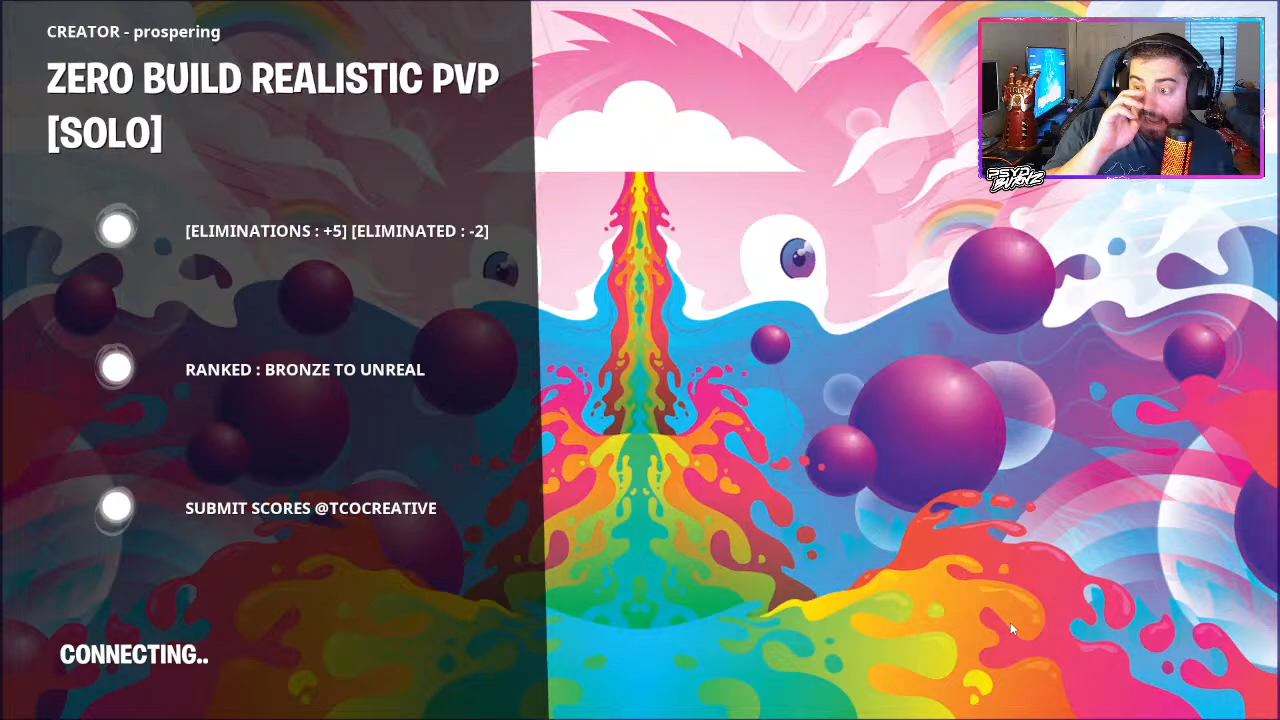 CREATOR - prospering
ZERO BUILD REALISTIC PVP
[SOLO]
[ELIMINATIONS : +5] [ELIMINATED : -2]
RANKED : BRONZE TO UNREAL
SUBMIT SCORES @TCOCREATIVE
CONNECTING..